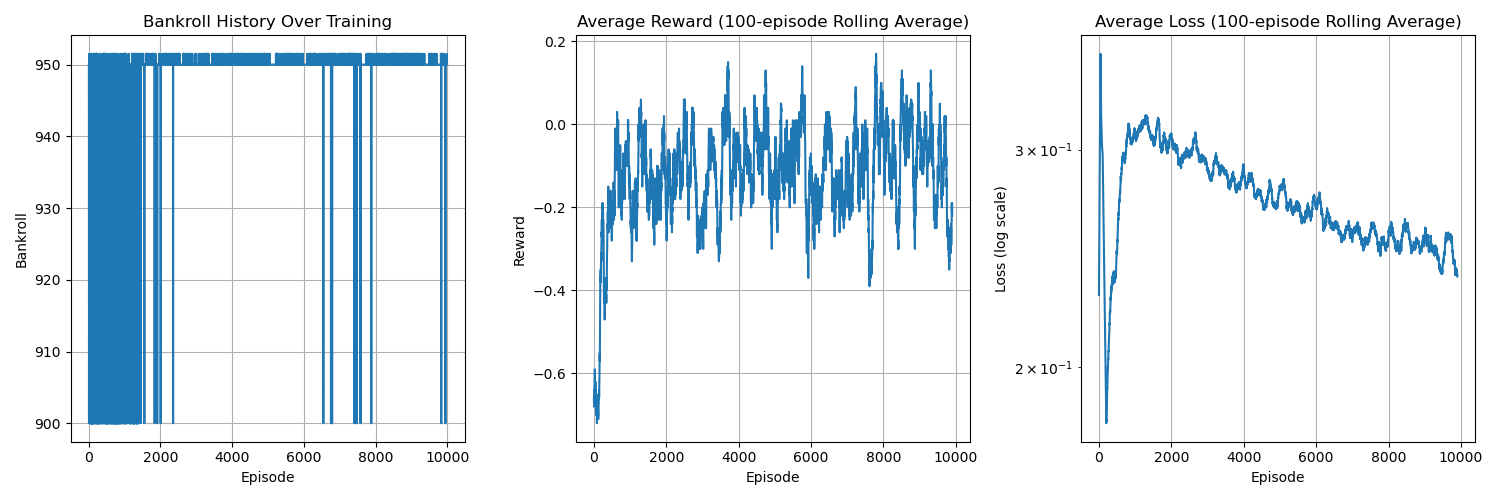 Bankroll History Over Training
Bankroll
950
940
930
920
910
900
0 2000 4000 6000 8000 10000
Episode
Average Reward (100-episode Rolling Average)
Reward
0.2
0.0
−0.2
−0.4
−0.6
0 2000 4000 6000 8000 10000
Episode
Average Loss (100-episode Rolling Average)
Loss (log scale)
3 × 10⁻¹
2 × 10⁻¹
0 2000 4000 6000 8000 10000
Episode